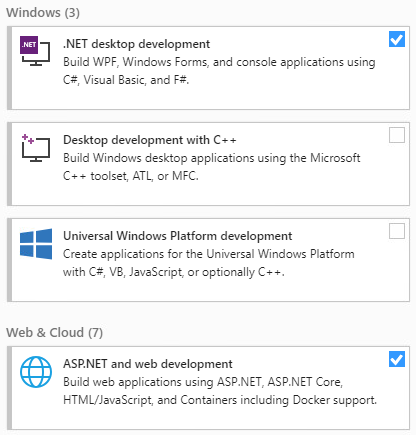 Windows (3)
.NET
.NET desktop development
Build WPF, Windows Forms, and console applications using
C#, Visual Basic, and F#.
Desktop development with C++
Build Windows desktop applications using the Microsoft
C++ toolset, ATL, or MFC.
Universal Windows Platform development
Create applications for the Universal Windows Platform
with C#, VB, JavaScript, or optionally C++.
Web & Cloud (7)
ASP.NET and web development
Build web applications using ASP.NET, ASP.NET Core,
HTML/JavaScript, and Containers including Docker support.